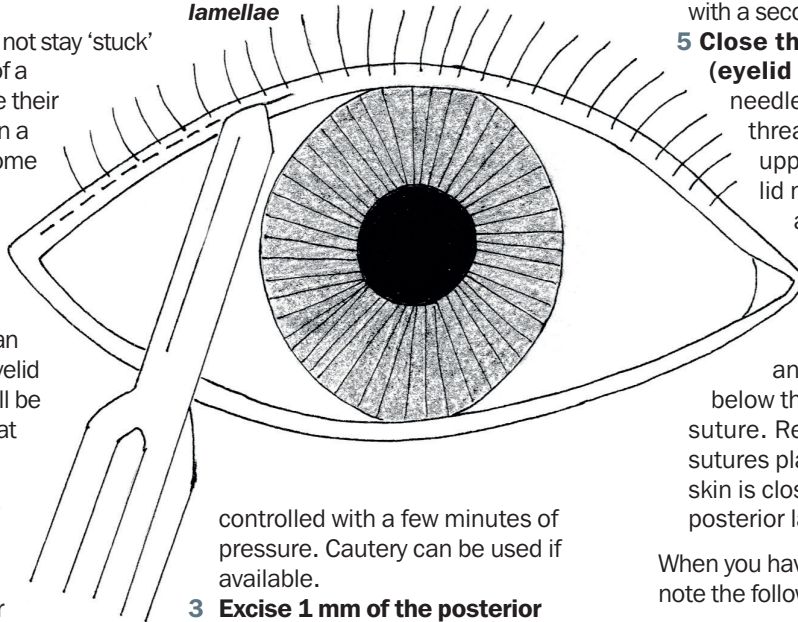 not stay ‘stuck’
of a
e their
n a
ome
an
yelid
ll be
at
r
lamellae
controlled with a few minutes of
pressure. Cautery can be used if
available.
3 Excise 1 mm of the posterior
with a seco
5 Close th
(eyelid
needle
threa
upp
lid
a
an
below th
suture. Re
sutures pla
skin is clos
posterior l
When you hav
note the follow